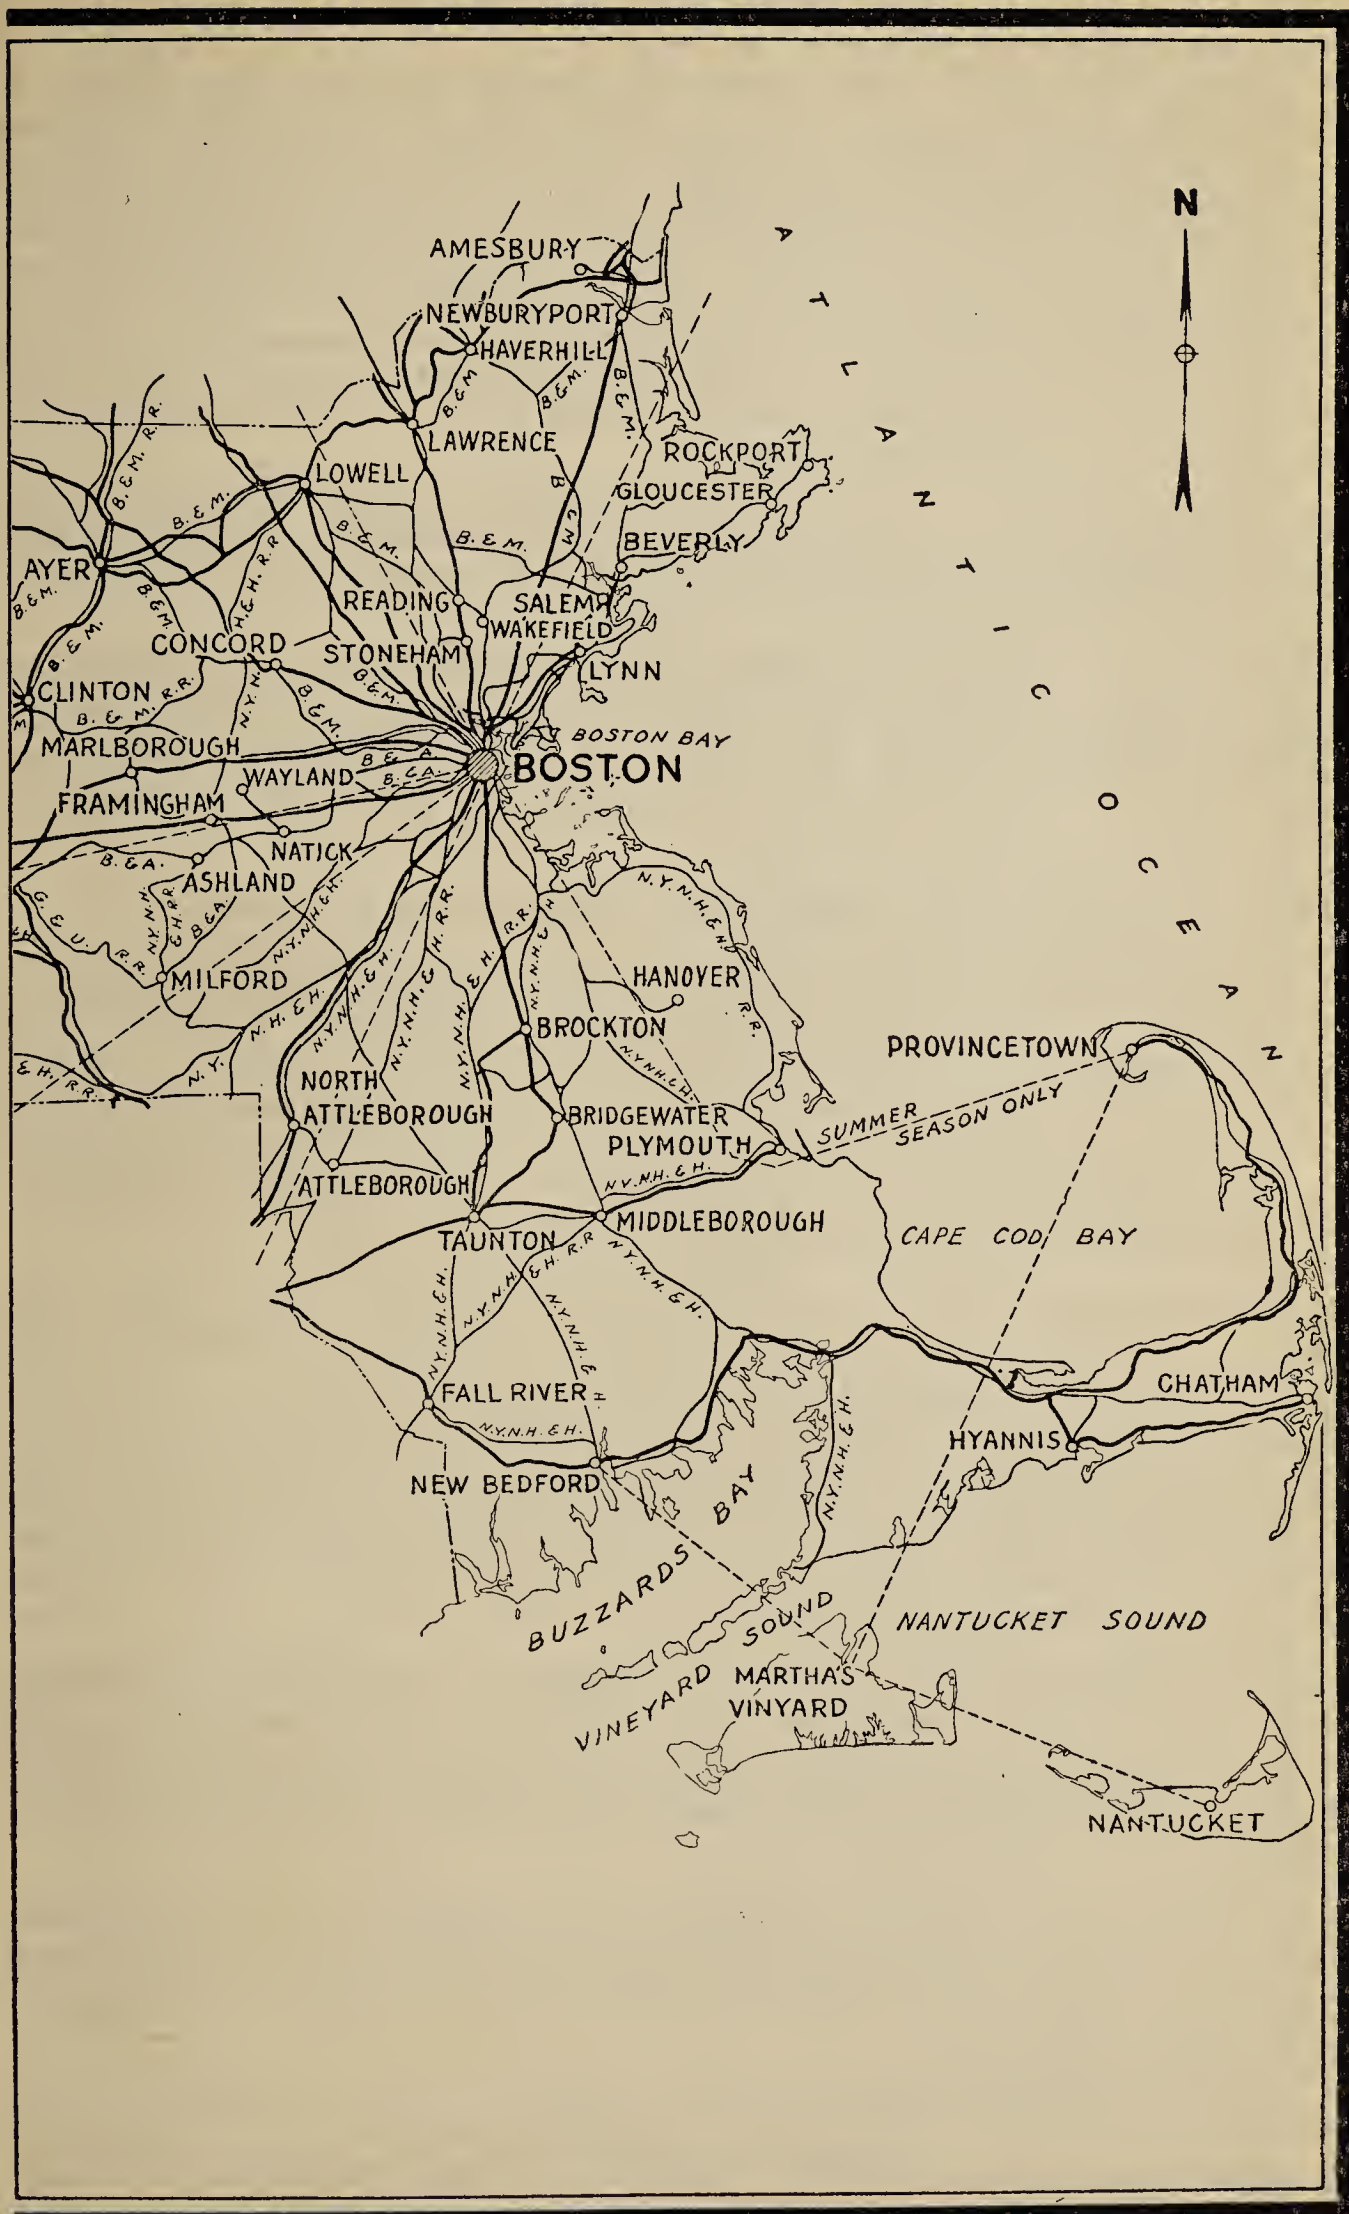 N
ATLANTIC OCEAN
AMESBURY
NEWBURYPORT
HAVERHILL
B. & M.
B. & M.
B. & M.
LAWRENCE
ROCKPORT
LOWELL
GLOUCESTER
B. & M. R. R.
B. & M.
B & M
B. & M.
B. & M.
BEVERLY
AYER
B. & M.
B. & M.
H. & H. R. R
READING
SALEM
WAKEFIELD
B. & M.
CONCORD
STONEHAM
LYNN
B. & M.
CLINTON
B. & M. R. R.
N. Y. N.
B. & M.
M
BOSTON BAY
MARLBOROUGH
B & A.
B. & A.
BOSTON
WAYLAND
FRAMINGHAM
NATICK
B. & A.
ASHLAND
N. Y. N. H. & H.
G. & U. R. R.
N.Y. N.H.
& H. R.R.
B & A.
N. Y. N. H. & H.
N. Y. N. H. & H. R. R.
N.Y.N.H. & H
& H
MILFORD
HANOVER
R. R.
N. Y. N. H. & H. R. R.
N. Y. N. H. & H.
N. Y. N. H. & H.
BROCKTON
N.Y.N.H. & H.
PROVINCETOWN
& H. R. R.
NORTH
ATTLEBOROUGH
BRIDGEWATER
PLYMOUTH
SUMMER
SEASON ONLY
ATTLEBOROUGH
N.Y.N.H. & H.
TAUNTON
MIDDLEBOROUGH
CAPE COD BAY
N. Y. N. H. & H. R. R
N. Y. N. H. & H.
N. Y. N. H. & H.
N. Y. N. H. & H
FALL RIVER
N.Y.N.H. & H.
CHATHAM
HYANNIS
N. Y. N. H. & H.
NEW BEDFORD
BUZZARDS BAY
NANTUCKET SOUND
VINEYARD SOUND
MARTHA'S
VINYARD
NANTUCKET